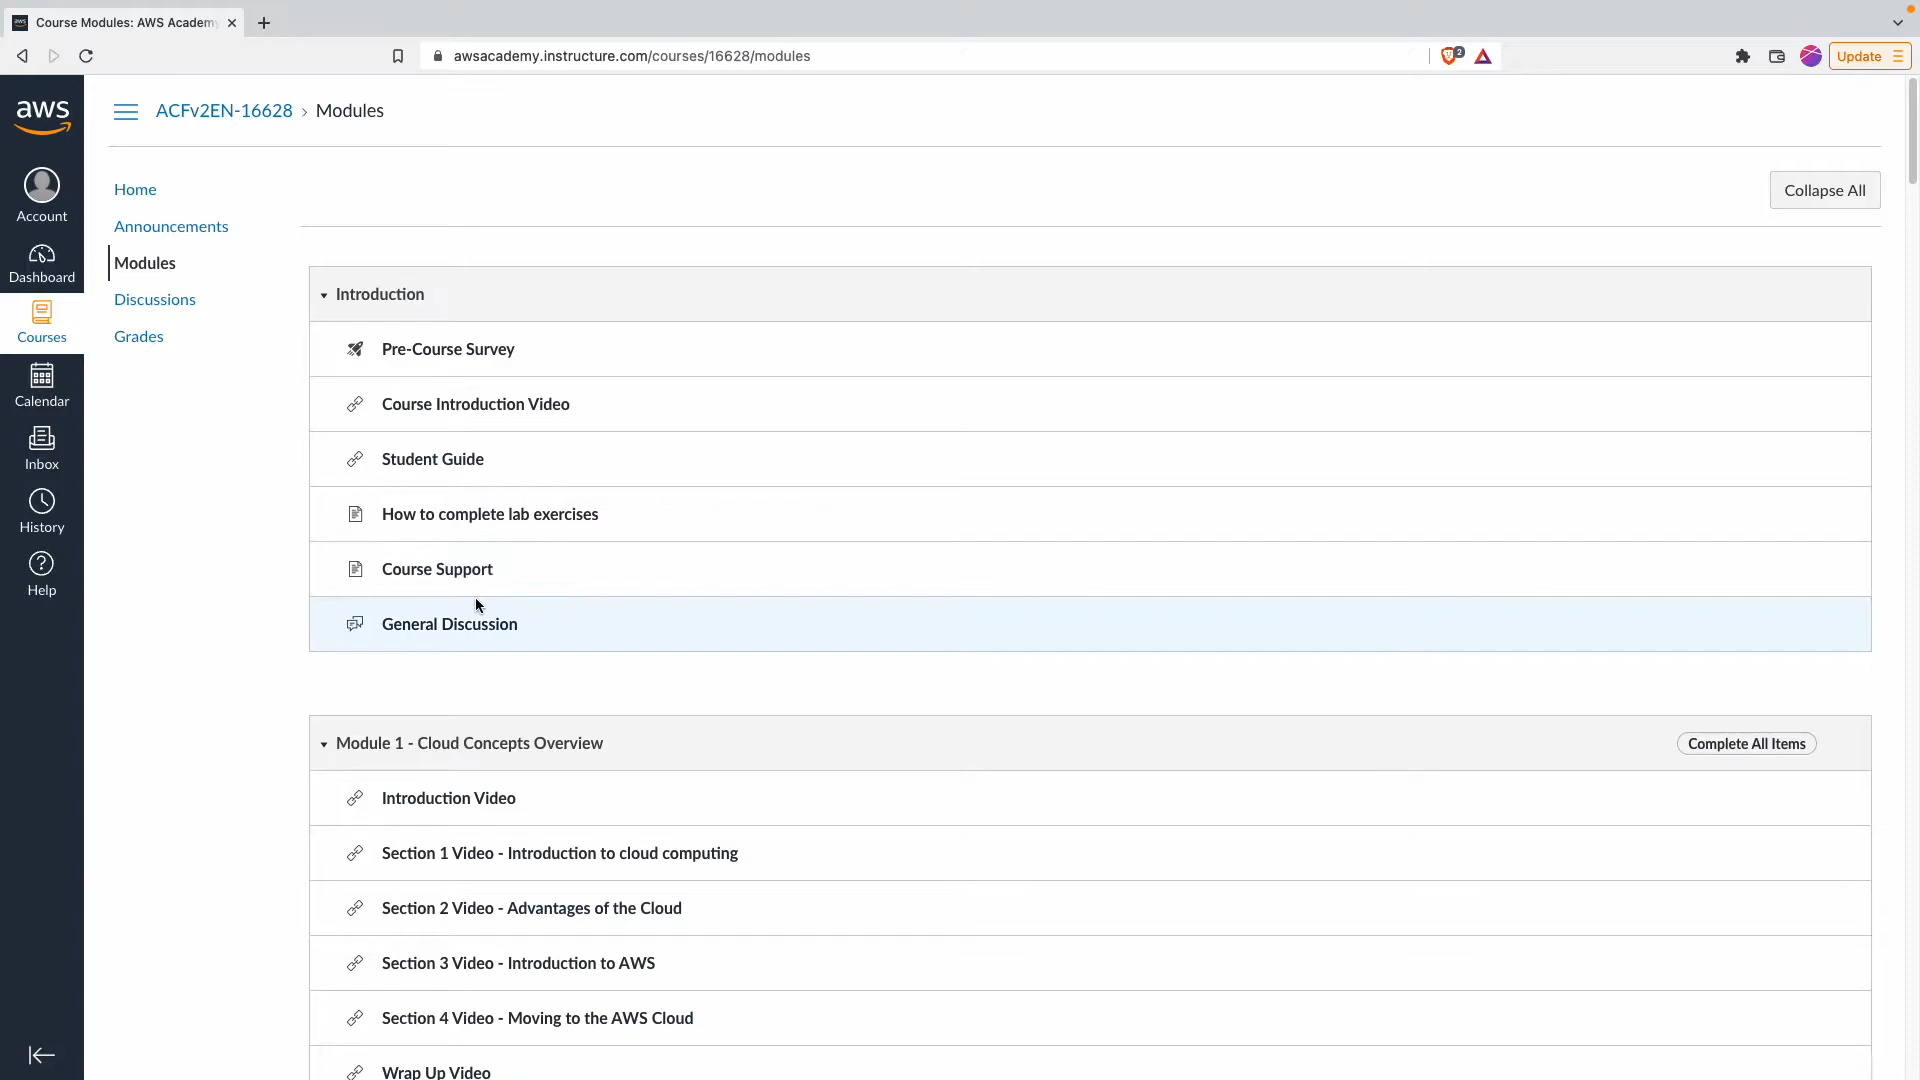 Course Modules: AWS Academ
awsacademy.instructure.com/courses/16628/modules
2
Update
aws
ACFv2EN-16628 › Modules
Account
Dashboard
Courses
Calendar
Inbox
History
Help
Home
Announcements
Modules
Discussions
Grades
Collapse All
Introduction
Pre-Course Survey
Course Introduction Video
Student Guide
How to complete lab exercises
Course Support
General Discussion
Module 1 - Cloud Concepts Overview
Complete All Items
Introduction Video
Section 1 Video - Introduction to cloud computing
Section 2 Video - Advantages of the Cloud
Section 3 Video - Introduction to AWS
Section 4 Video - Moving to the AWS Cloud
Wrap Up Video